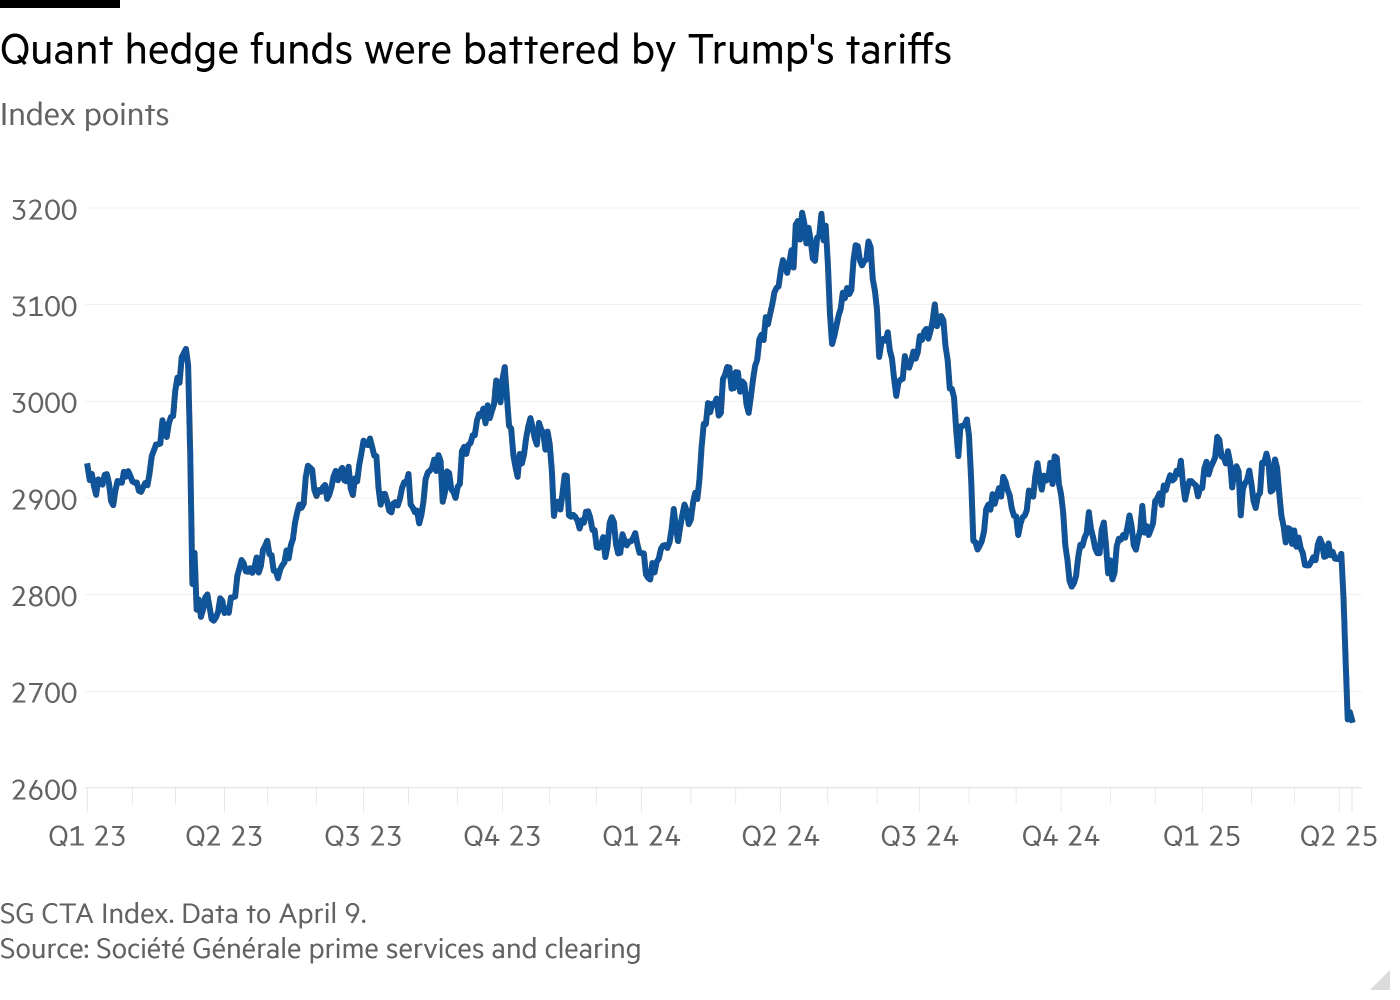 Quant hedge funds were battered by Trump's tariffs
Index points
3200
3100
3000
2900
2800
2700
2600
Q1 23 Q2 23 Q3 23 Q4 23 Q1 24 Q2 24 Q3 24 Q4 24 Q1 25 Q2 25
SG CTA Index. Data to April 9.
Source: Société Générale prime services and clearing